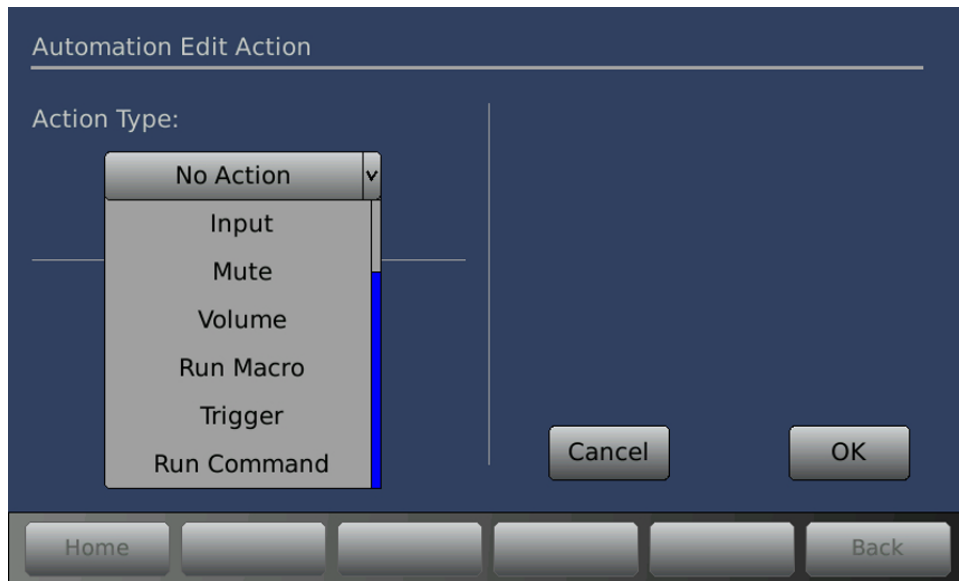 Automation Edit Action
Action Type:
No Action
v
Input
Mute
Volume
Run Macro
Trigger
Run Command
Cancel
OK
Home
Back